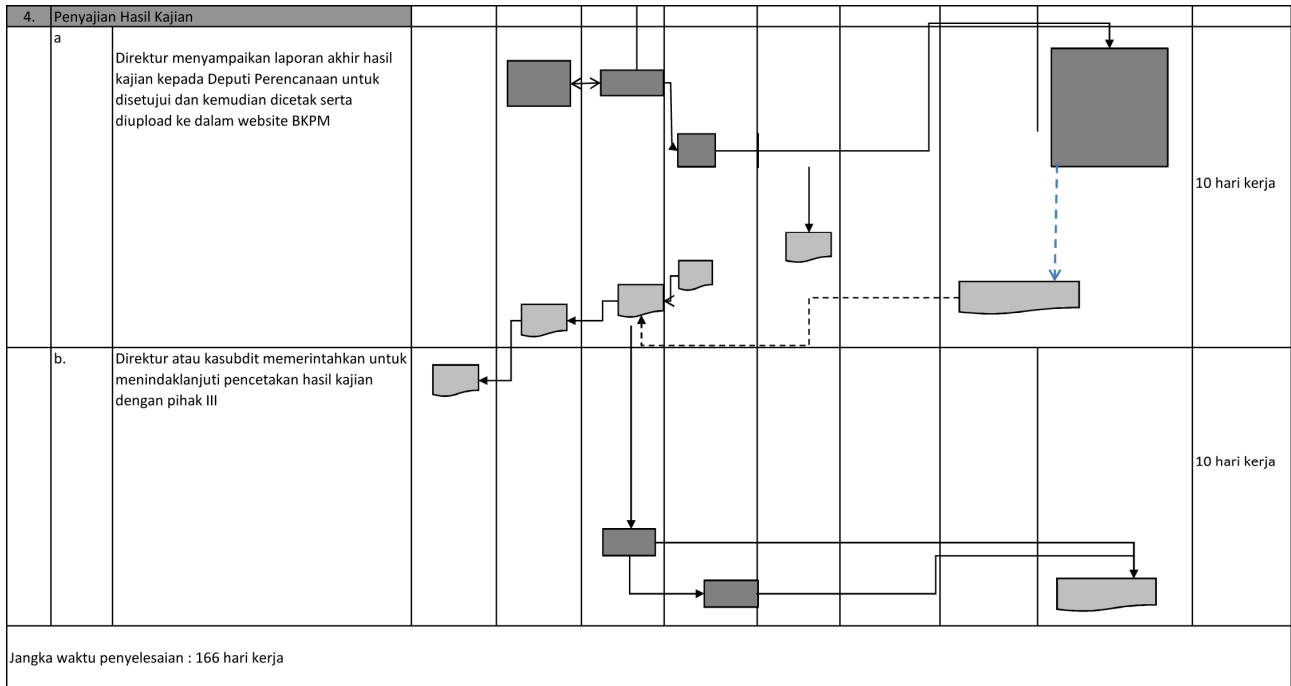 4. Penyajian Hasil Kajian
a
Direktur menyampaikan laporan akhir hasil
kajian kepada Deputi Perencanaan untuk
disetujui dan kemudian dicetak serta
diupload ke dalam website BKPM
10 hari kerja
b. Direktur atau kasubdit memerintahkan untuk
menindaklanjuti pencetakan hasil kajian
dengan pihak III
10 hari kerja
Jangka waktu penyelesaian : 166 hari kerja